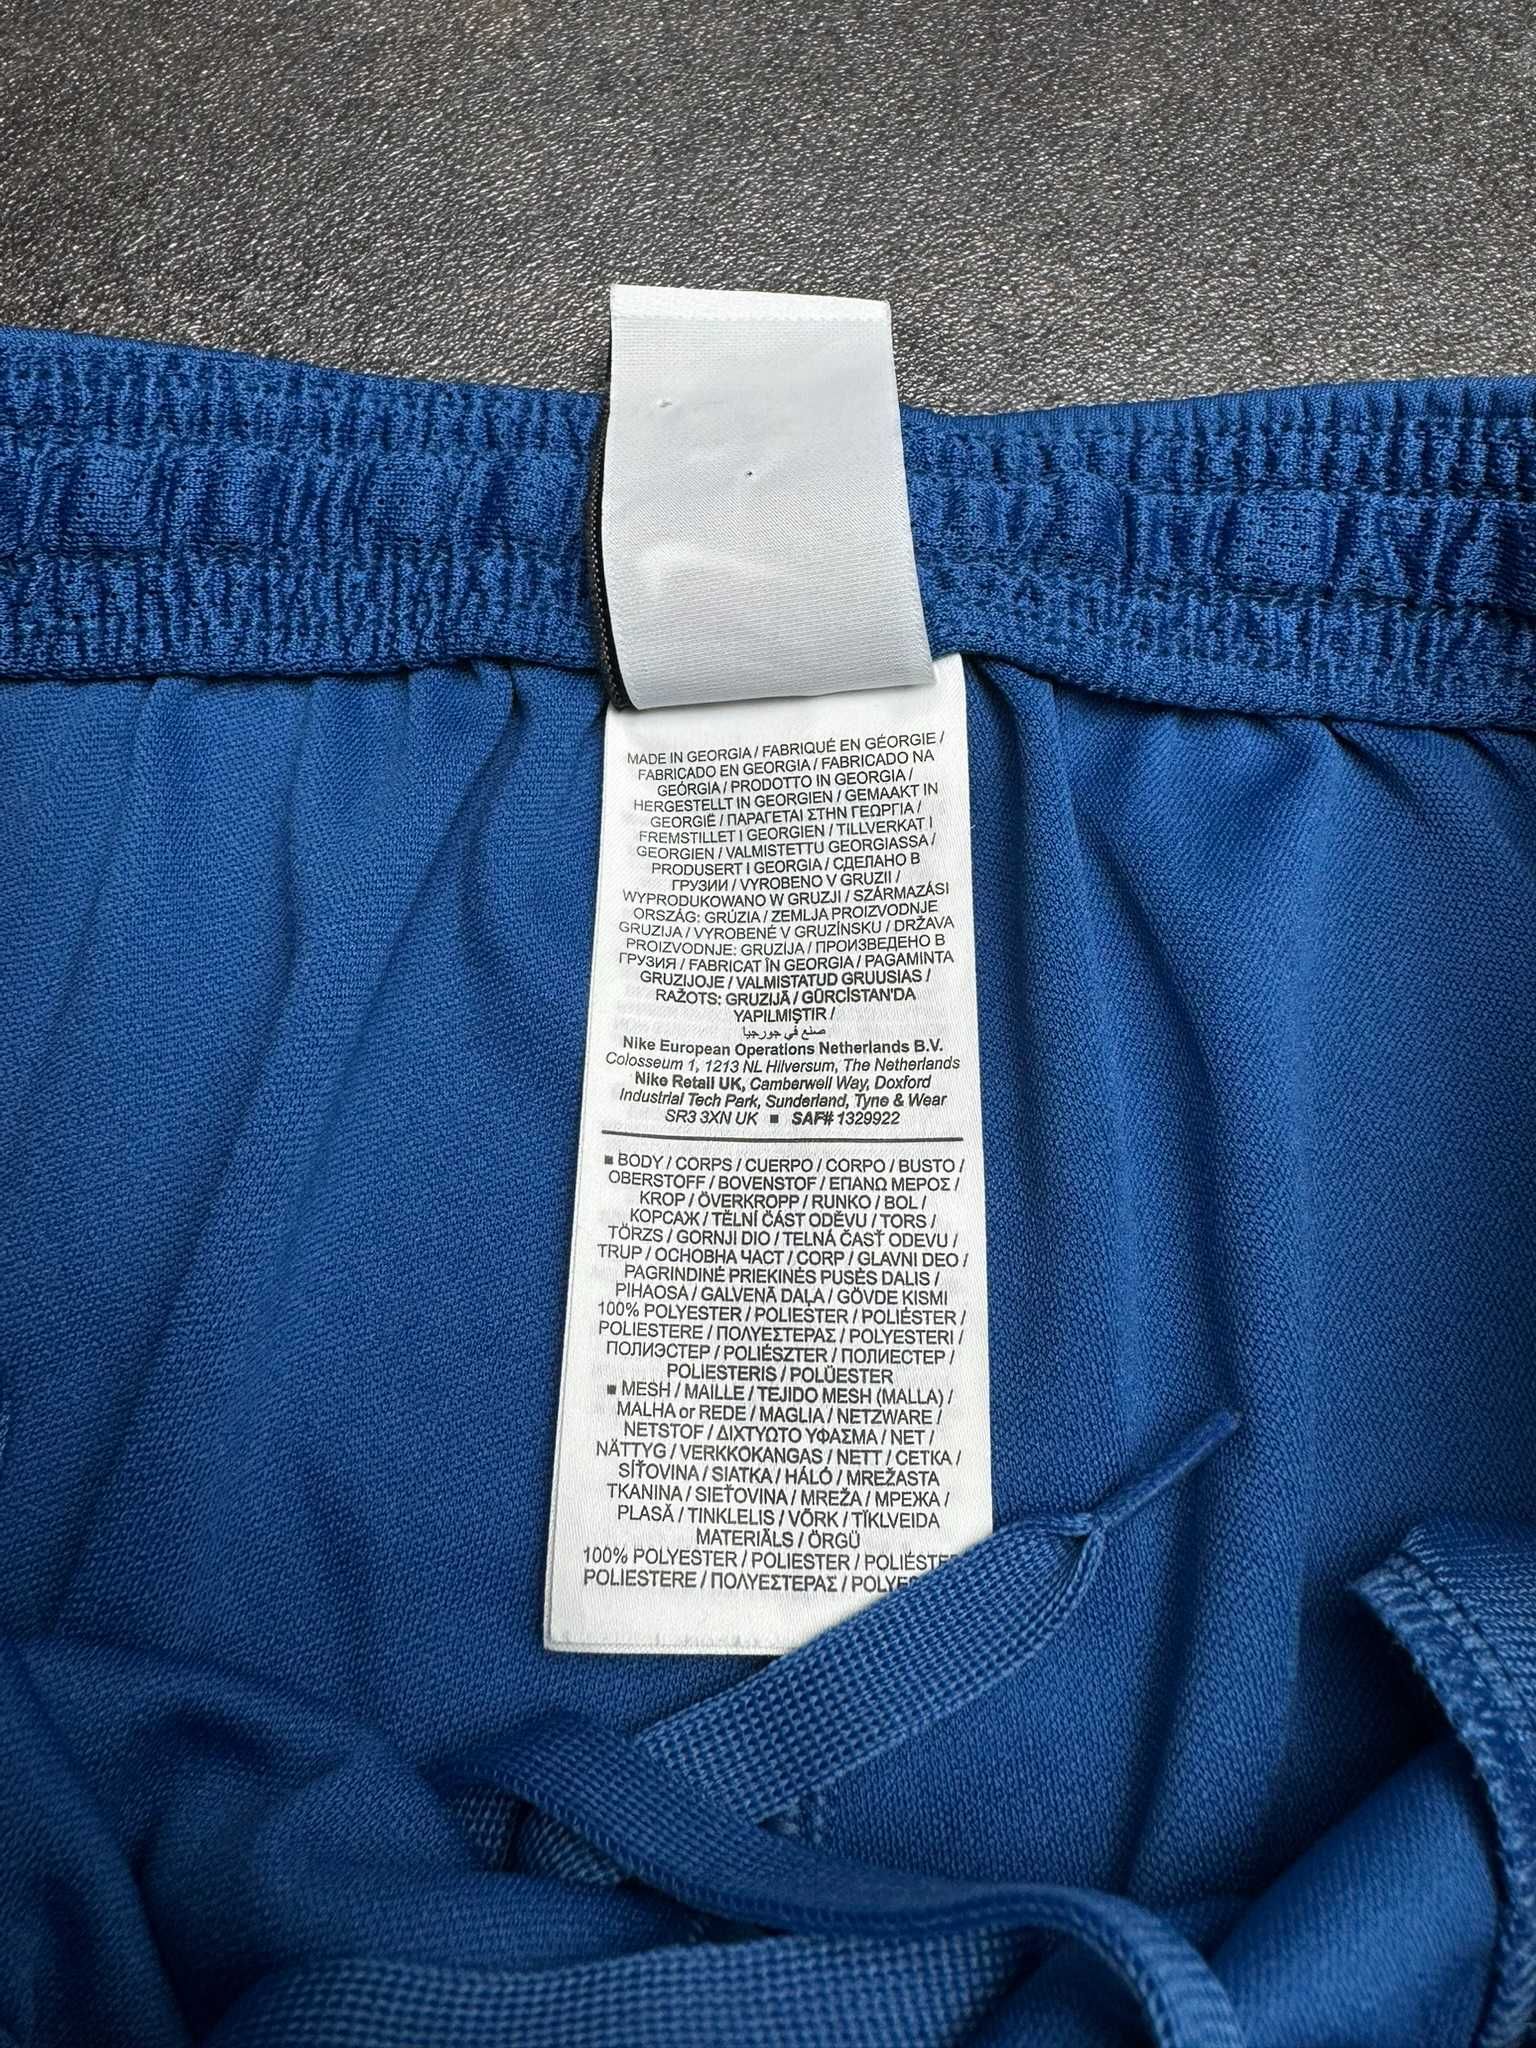 MADE IN GEORGIA / FABRIQUÉ EN GÉORGIE /
FABRICADO EN GEORGIA / FABRICADO NA
GEÓRGIA / PRODOTTO IN GEORGIA /
HERGESTELLT IN GEORGIEN / GEMAAKT IN
GEORGIË / ΠΑΡΑΓΕΤΑΙ ΣΤΗΝ ΓΕΩΡΓΙΑ /
FREMSTILLET I GEORGIEN / TILLVERKAT I
GEORGIEN / VALMISTETTU GEORGIASSA /
PRODUSERT I GEORGIA / СДЕЛАНО В
ГРУЗИИ / VYROBENO V GRUZII /
WYPRODUKOWANO W GRUZJI / SZÁRMAZÁSI
ORSZÁG: GRÚZIA / ZEMLJA PROIZVODNJE
GRUZIJA / VYROBENÉ V GRUZÍNSKU / DRŽAVA
PROIZVODNJE: GRUZIJA / ПРОИЗВЕДЕНО В
ГРУЗИЯ / FABRICAT ÎN GEORGIA / PAGAMINTA
GRUZIJOJE / VALMISTATUD GRUUSIAS /
RAŽOTS: GRUZIJĀ / GÜRCİSTAN'DA
YAPILMIŞTIR /
صنع في جورجيا
Nike European Operations Netherlands B.V.
Colosseum 1, 1213 NL Hilversum, The Netherlands
Nike Retail UK, Camberwell Way, Doxford
Industrial Tech Park, Sunderland, Tyne & Wear
SR3 3XN UK ■ SAF# 1329922
■ BODY / CORPS / CUERPO / CORPO / BUSTO /
OBERSTOFF / BOVENSTOF / ΕΠΑΝΩ ΜΕΡΟΣ /
KROP / ÖVERKROPP / RUNKO / BOL /
КОРСАЖ / TĚLNÍ ČÁST ODĚVU / TORS /
TÖRZS / GORNJI DIO / TELNÁ ČASŤ ODEVU /
TRUP / ОСНОВНА ЧАСТ / CORP / GLAVNI DEO /
PAGRINDINĖ PRIEKINĖS PUSĖS DALIS /
PIHAOSA / GALVENĀ DAĻA / GÖVDE KISMI
100% POLYESTER / POLIESTER / POLIÉSTER /
POLIESTERE / ΠΟΛΥΕΣΤΕΡΑΣ / POLYESTERI /
ПОЛИЭСТЕР / POLIÉSZTER / ПОЛИЕСТЕР /
POLIESTERIS / POLÜESTER
■ MESH / MAILLE / TEJIDO MESH (MALLA) /
MALHA or REDE / MAGLIA / NETZWARE /
NETSTOF / ΔΙΧΤΥΩΤΟ ΥΦΑΣΜΑ / NET /
NÄTTYG / VERKKOKANGAS / NETT / СЕТКА /
SÍŤOVINA / SIATKA / HÁLÓ / MREŽASTA
TKANINA / SIEŤOVINA / MREŽA / МРЕЖА /
PLASĂ / TINKLELIS / VÕRK / TĪKLVEIDA
MATERIĀLS / ÖRGÜ
100% POLYESTER / POLIESTER / POLIÉSTE
POLIESTERE / ΠΟΛΥΕΣΤΕΡΑΣ / POLYE